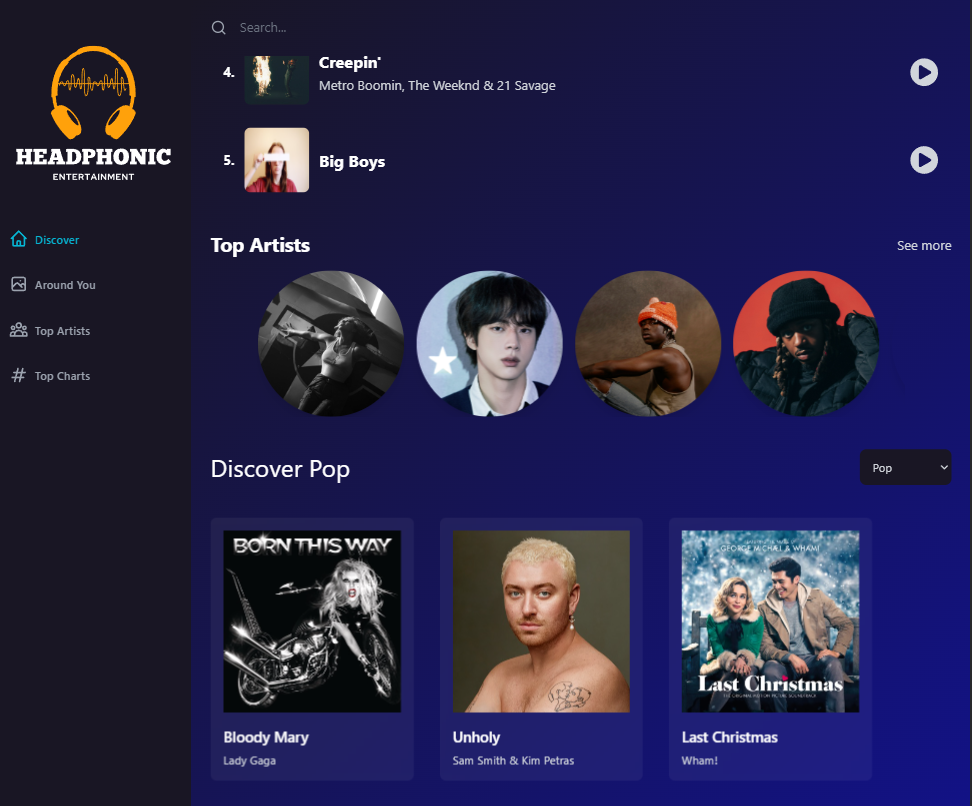 HEADPHONIC
ENTERTAINMENT
Discover
Around You
Top Artists
Top Charts
Search...
4.
Creepin'
Metro Boomin, The Weeknd & 21 Savage
5.
Big Boys
Top Artists
See more
Discover Pop
Pop
BORN THIS WAY
Bloody Mary
Lady Gaga
Unholy
Sam Smith & Kim Petras
GEORGE MICHAEL & WHAM!
Last Christmas
THE ORIGINAL MOTION PICTURE SOUNDTRACK
Last Christmas
Wham!